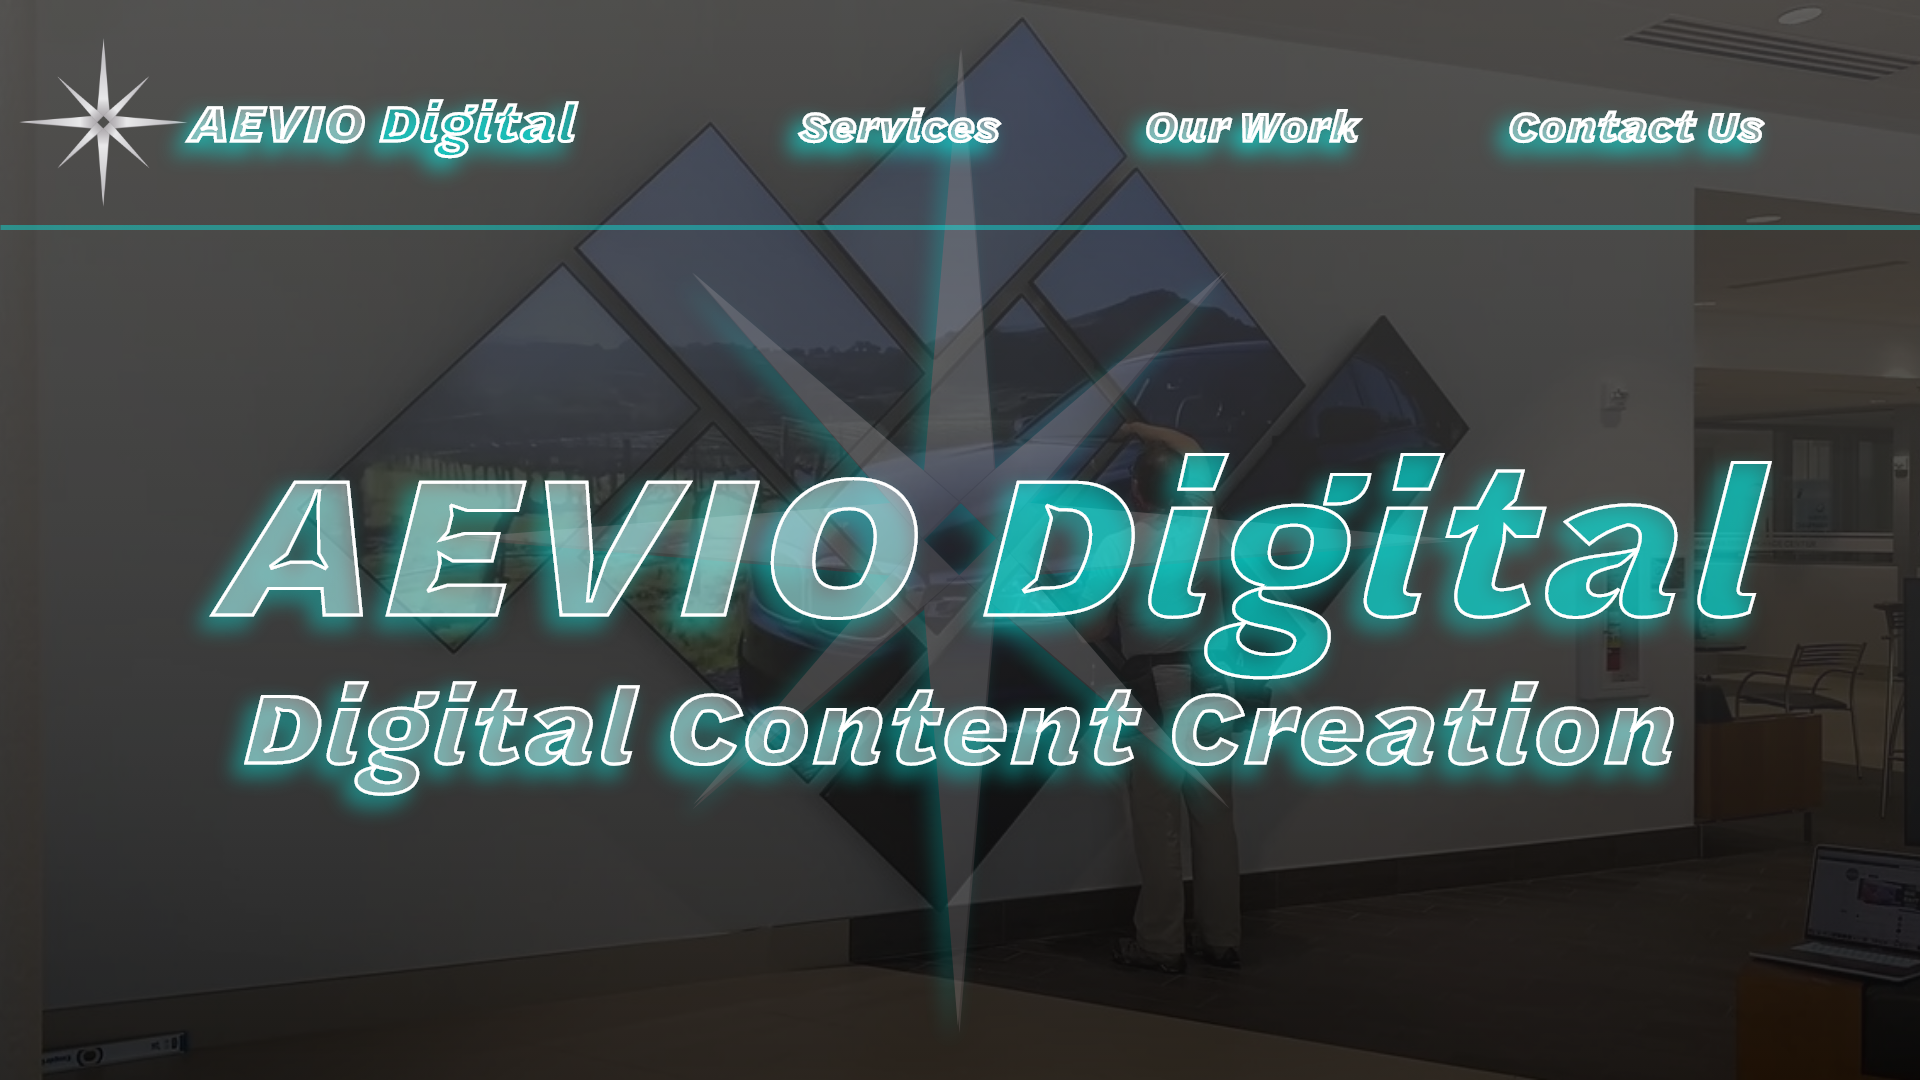 AEVIO Digital
Services
Our Work
Contact Us
AEVIO Digital
Digital Content Creation